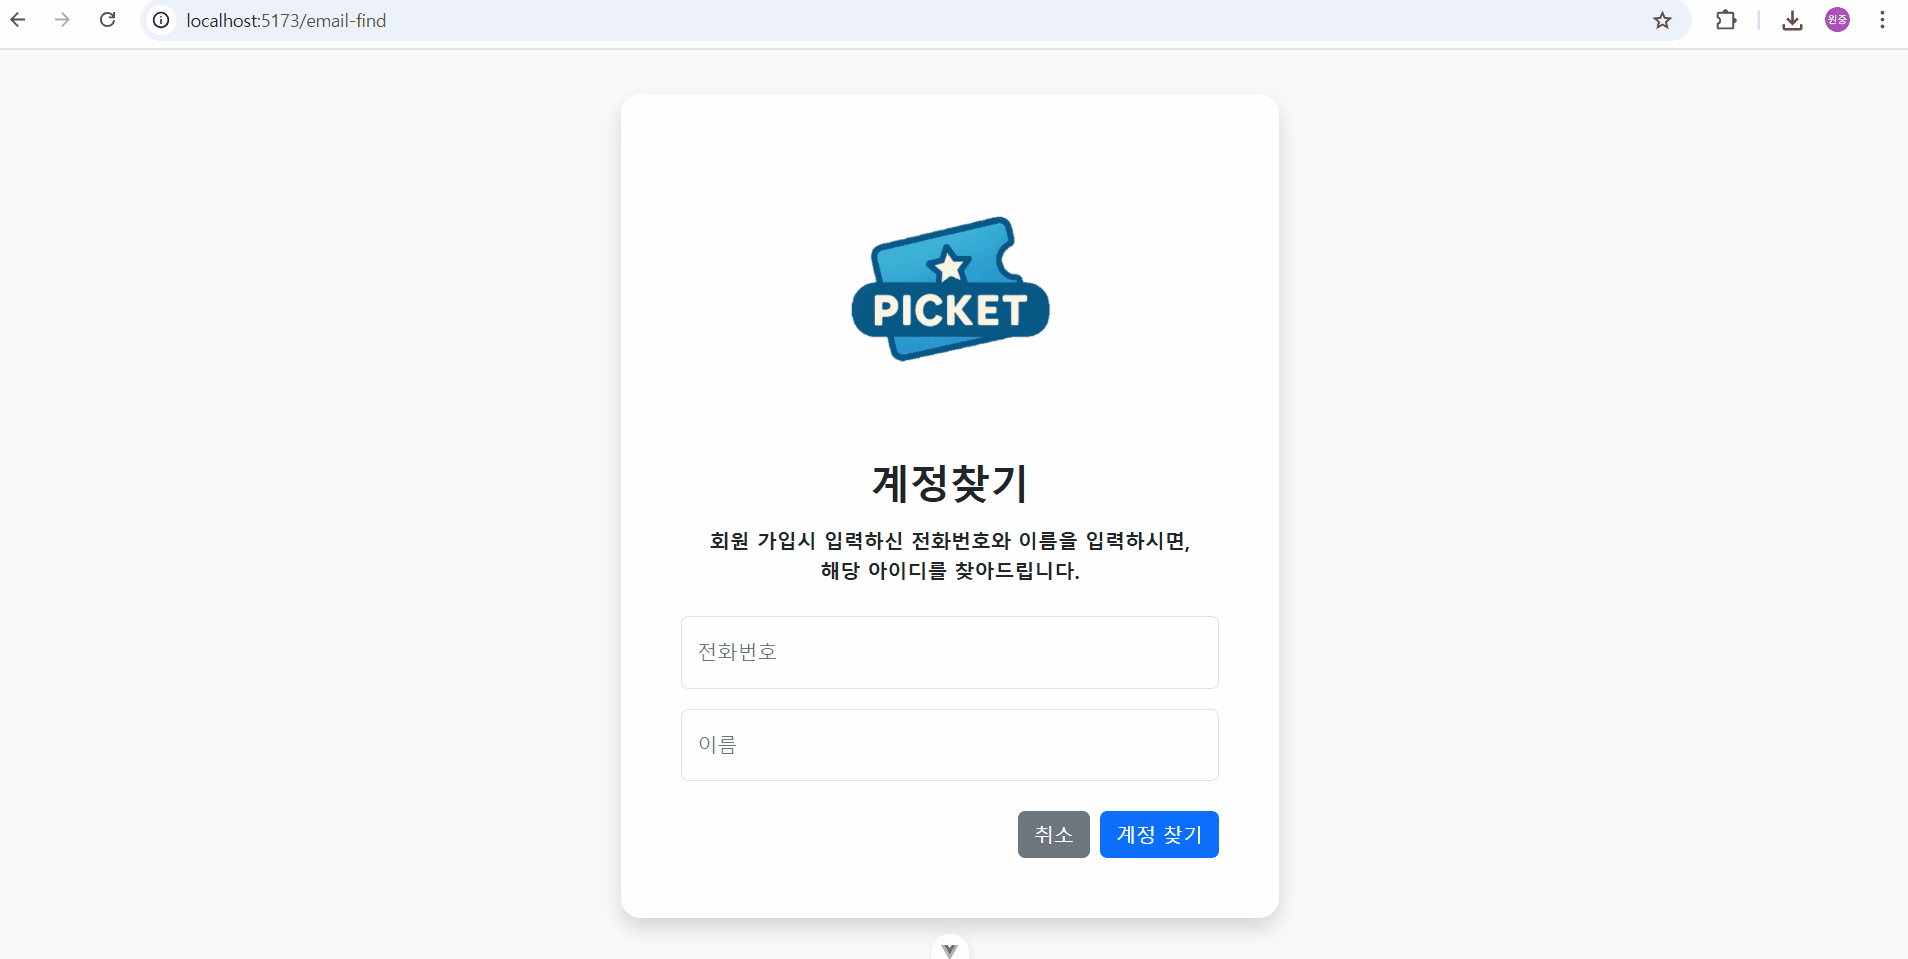 localhost:5173/email-find
원중
PICKET
계정찾기
회원 가입시 입력하신 전화번호와 이름을 입력하시면,
해당 아이디를 찾아드립니다.
전화번호
이름
취소
계정 찾기